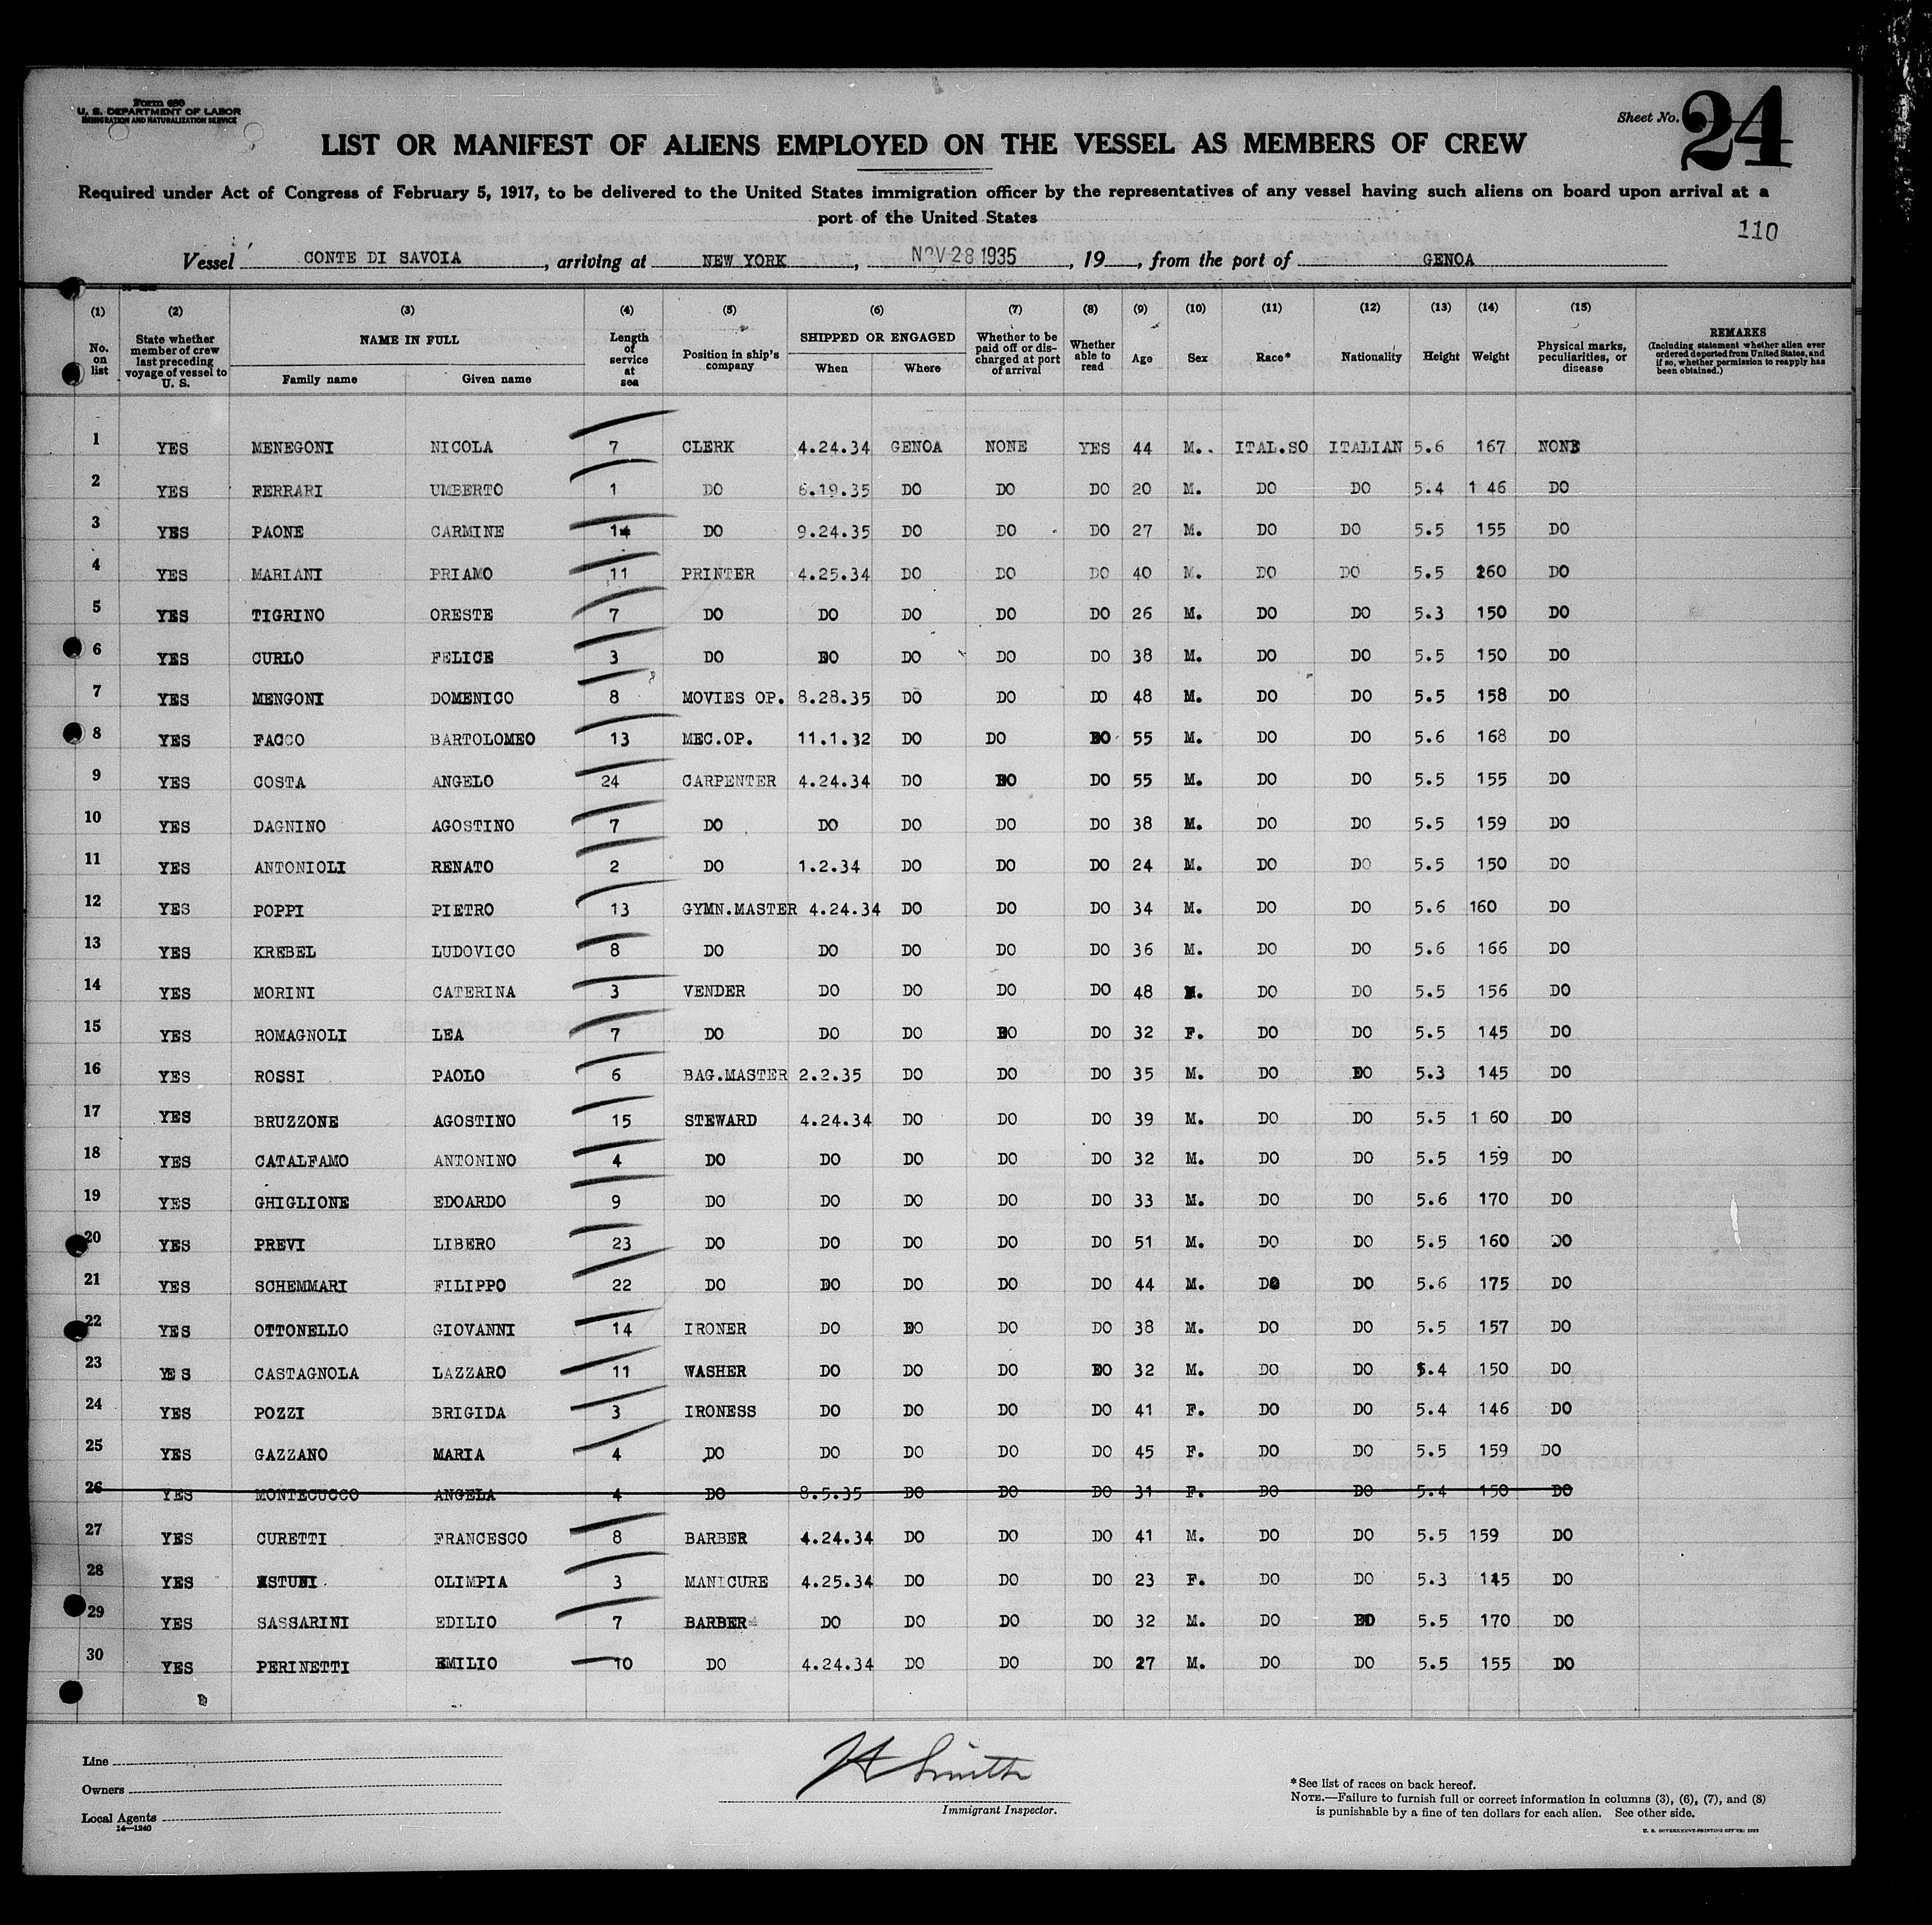 Form 680
U. S. DEPARTMENT OF LABOR
IMMIGRATION AND NATURALIZATION SERVICE
Sheet No. 24
LIST OR MANIFEST OF ALIENS EMPLOYED ON THE VESSEL AS MEMBERS OF CREW
Required under Act of Congress of February 5, 1917, to be delivered to the United States immigration officer by the representatives of any vessel having such aliens on board upon arrival at a
port of the United States
110
Vessel CONTE DI SAVOIA, arriving at NEW YORK, NOV 28 1935, 19, from the port of GENOA
(1) (2) (3) (4) (5) (6) (7) (8) (9) (10) (11) (12) (13) (14) (15)
No. on list State whether member of crew last preceding voyage of vessel to U. S. NAME IN FULL Family name Given name Length of service at sea Position in ship's company SHIPPED OR ENGAGED When Where Whether to be paid off or discharged at port of arrival Whether able to read Age Sex Race* Nationality Height Weight Physical marks, peculiarities, or disease REMARKS (Including statement whether alien ever ordered deported from United States, and if so, whether permission to reapply has been obtained.)
1 YES MENEGONI NICOLA 7 CLERK 4.24.34 GENOA NONE YES 44 M. ITAL.SO ITALIAN 5.6 167 NONE
2 YES FERRARI UMBERTO 1 DO 6.19.35 DO DO DO 20 M. DO DO 5.4 1 46 DO
3 YES PAONE CARMINE 14 DO 9.24.35 DO DO DO 27 M. DO DO 5.5 155 DO
4 YES MARIANI PRIAMO 11 PRINTER 4.25.34 DO DO DO 40 M. DO DO 5.5 260 DO
5 YES TIGRINO ORESTE 7 DO DO DO DO DO 26 M. DO DO 5.3 150 DO
6 YES CURLO FELICE 3 DO DO DO DO DO 38 M. DO DO 5.5 150 DO
7 YES MENGONI DOMENICO 8 MOVIES OP. 8.28.35 DO DO DO 48 M. DO DO 5.5 158 DO
8 YES FACCO BARTOLOMEO 13 MEC.OP. 11.1.32 DO DO DO 55 M. DO DO 5.6 168 DO
9 YES COSTA ANGELO 24 CARPENTER 4.24.34 DO DO DO 55 M. DO DO 5.5 155 DO
10 YES DAGNINO AGOSTINO 7 DO DO DO DO DO 38 M. DO DO 5.5 159 DO
11 YES ANTONIOLI RENATO 2 DO 1.2.34 DO DO DO 24 M. DO DO 5.5 150 DO
12 YES POPPI PIETRO 13 GYMN.MASTER 4.24.34 DO DO DO 34 M. DO DO 5.6 160 DO
13 YES KREBEL LUDOVICO 8 DO DO DO DO DO 36 M. DO DO 5.6 166 DO
14 YES MORINI CATERINA 3 VENDER DO DO DO DO 48 DO DO 5.5 156 DO
15 YES ROMAGNOLI LEA 7 DO DO DO DO DO 32 F. DO DO 5.5 145 DO
16 YES ROSSI PAOLO 6 BAG.MASTER 2.2.35 DO DO DO 35 M. DO DO 5.3 145 DO
17 YES BRUZZONE AGOSTINO 15 STEWARD 4.24.34 DO DO DO 39 M. DO DO 5.5 1 60 DO
18 YES CATALFAMO ANTONINO 4 DO DO DO DO DO 32 M. DO DO 5.5 159 DO
19 YES GHIGLIONE EDOARDO 9 DO DO DO DO DO 33 M. DO DO 5.6 170 DO
20 YES PREVI LIBERO 23 DO DO DO DO DO 51 M. DO DO 5.5 160 DO
21 YES SCHEMMARI FILIPPO 22 DO DO DO DO DO 44 M. DO DO 5.6 175 DO
22 YES OTTONELLO GIOVANNI 14 IRONER DO DO DO DO 38 M. DO DO 5.5 157 DO
23 YES CASTAGNOLA LAZZARO 11 WASHER DO DO DO DO 32 M. DO DO 5.4 150 DO
24 YES POZZI BRIGIDA 3 IRONESS DO DO DO DO 41 F. DO DO 5.4 146 DO
25 YES GAZZANO MARIA 4 DO DO DO DO DO 45 F. DO DO 5.5 159 DO
26 YES MONTECUCCO ANGELA 4 DO 8.5.35 DO DO DO 31 F. DO DO 5.4 150 DO
27 YES CURETTI FRANCESCO 8 BARBER 4.24.34 DO DO DO 41 M. DO DO 5.5 159 DO
28 YES OLIMPIA 3 MANICURE 4.25.34 DO DO DO 23 F. DO DO 5.3 145 DO
29 YES SASSARINI EDILIO 7 BARBER DO DO DO DO 32 M. DO DO 5.5 170 DO
30 YES PERINETTI EMILIO 10 DO 4.24.34 DO DO DO 27 M. DO DO 5.5 155 DO
Line
Owners
Local Agents
14—1240
Smith
Immigrant Inspector.
*See list of races on back hereof.
NOTE.—Failure to furnish full or correct information in columns (3), (6), (7), and (8)
is punishable by a fine of ten dollars for each alien. See other side.